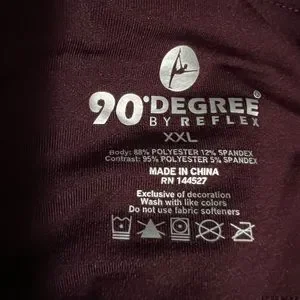 90°DEGREE®
BY REFLEX
XXL
Body: 88% POLYESTER 12% SPANDEX
Contrast: 95% POLYESTER 5% SPANDEX
MADE IN CHINA
RN 144527
Exclusive of decoration
Wash with like colors
Do not use fabric softeners